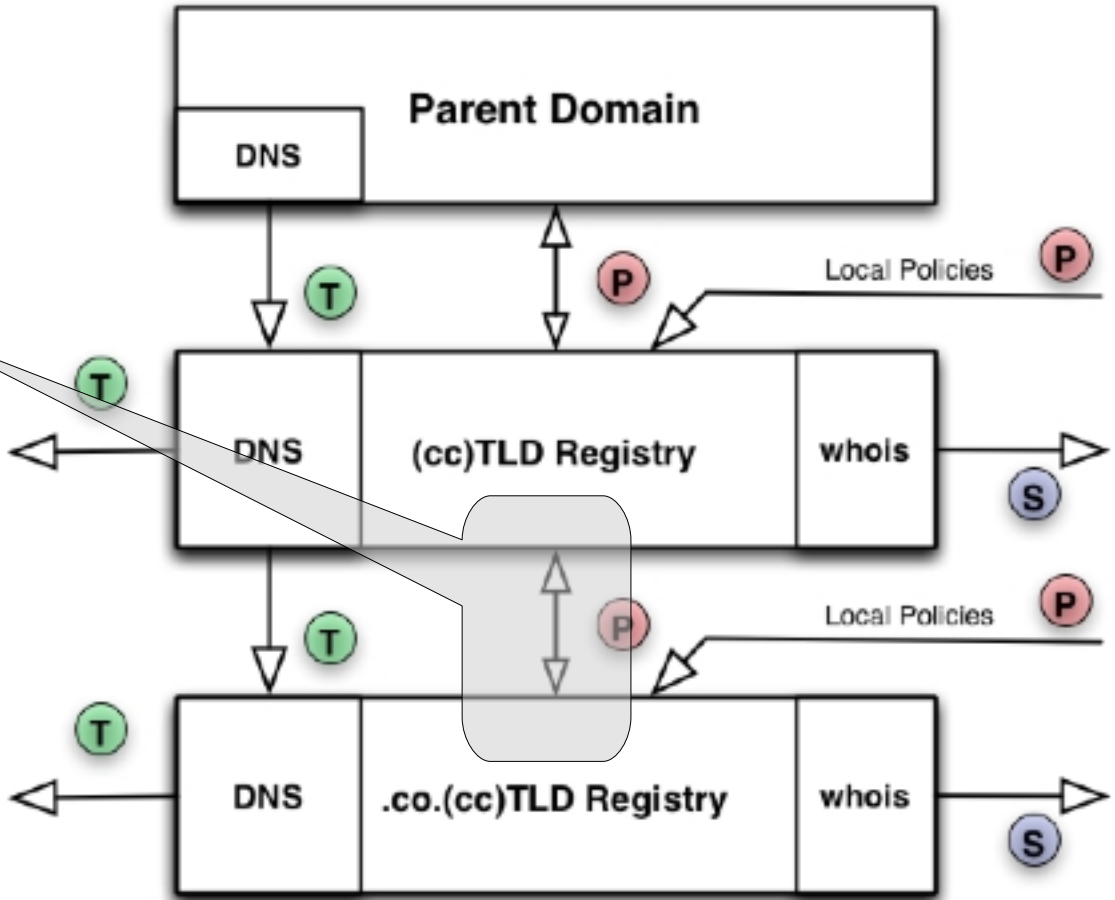 Parent Domain
DNS
T
P
Local Policies
P
T
DNS
(cc)TLD Registry
whois
S
T
P
Local Policies
P
T
DNS
.co.(cc)TLD Registry
whois
S